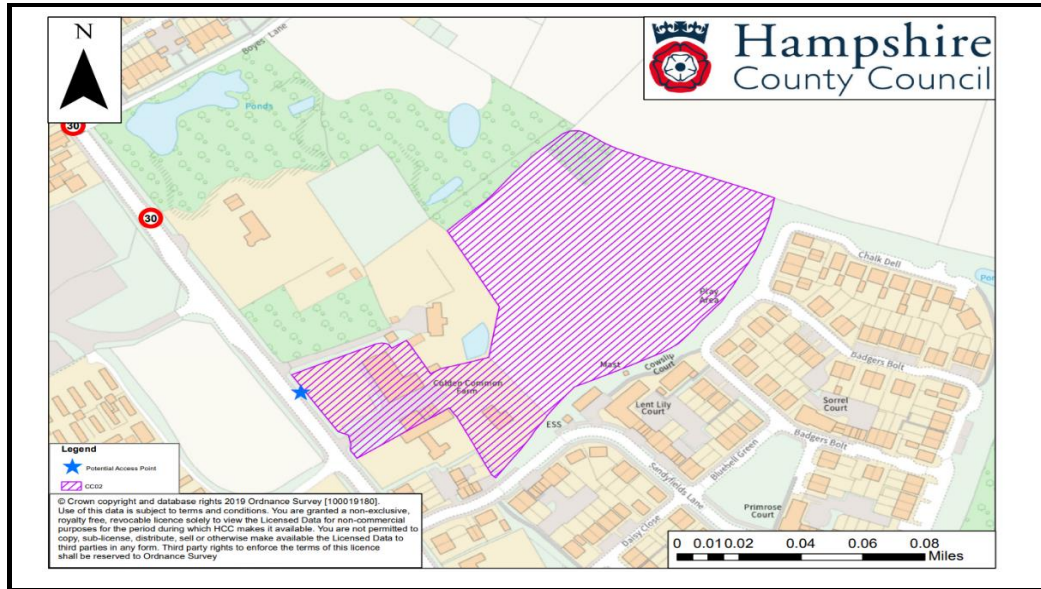 N
Hampshire
County Council
Boyes Lane
Ponds
30
30
Chalk Dell
Play
Area
Badgers Bolt
Mast
Cowslip
Court
Colden Common
Farm
Lent Lily
Court
Sorrel
Court
ESS
Badgers Bolt
Bluebell Green
Sandyfields Lane
Primrose
Court
Daisy Close
Legend
Potential Access Point
CC02
© Crown copyright and database rights 2019 Ordnance Survey [100019180].
Use of this data is subject to terms and conditions. You are granted a non-exclusive,
royalty free, revocable licence solely to view the Licensed Data for non-commercial
purposes for the period during which HCC makes it available. You are not permitted to
copy, sub-license, distribute, sell or otherwise make available the Licensed Data to
third parties in any form. Third party rights to enforce the terms of this licence
shall be reserved to Ordnance Survey
0 0.010.02 0.04 0.06 0.08
Miles